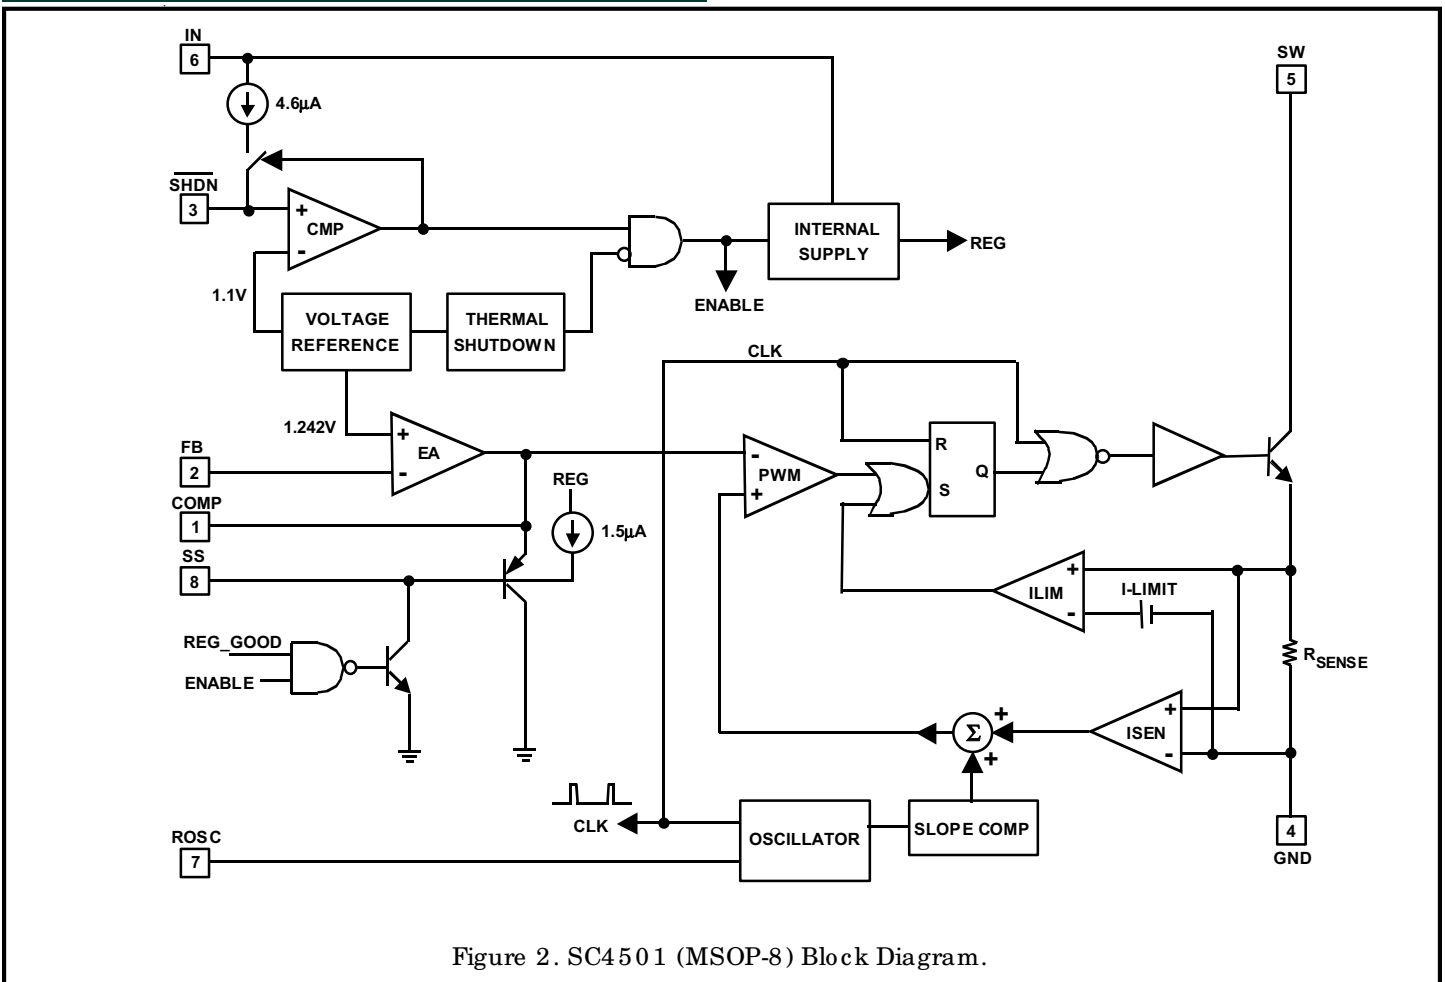 IN
6
SW
5
4.6µA
SHDN
3
+
CMP
-
INTERNAL
SUPPLY
REG
1.1V
ENABLE
VOLTAGE
REFERENCE
THERMAL
SHUTDOWN
CLK
1.242V
+
EA
-
FB
2
R
Q
S
-
PWM
+
COMP
1
REG
1.5µA
SS
8
+
ILIM
-
I-LIMIT
REG_GOOD
ENABLE
RSENSE
+
Σ
+
+
ISEN
-
CLK
OSCILLATOR
SLOPE COMP
4
GND
ROSC
7
Figure 2. SC4501 (MSOP-8) Block Diagram.